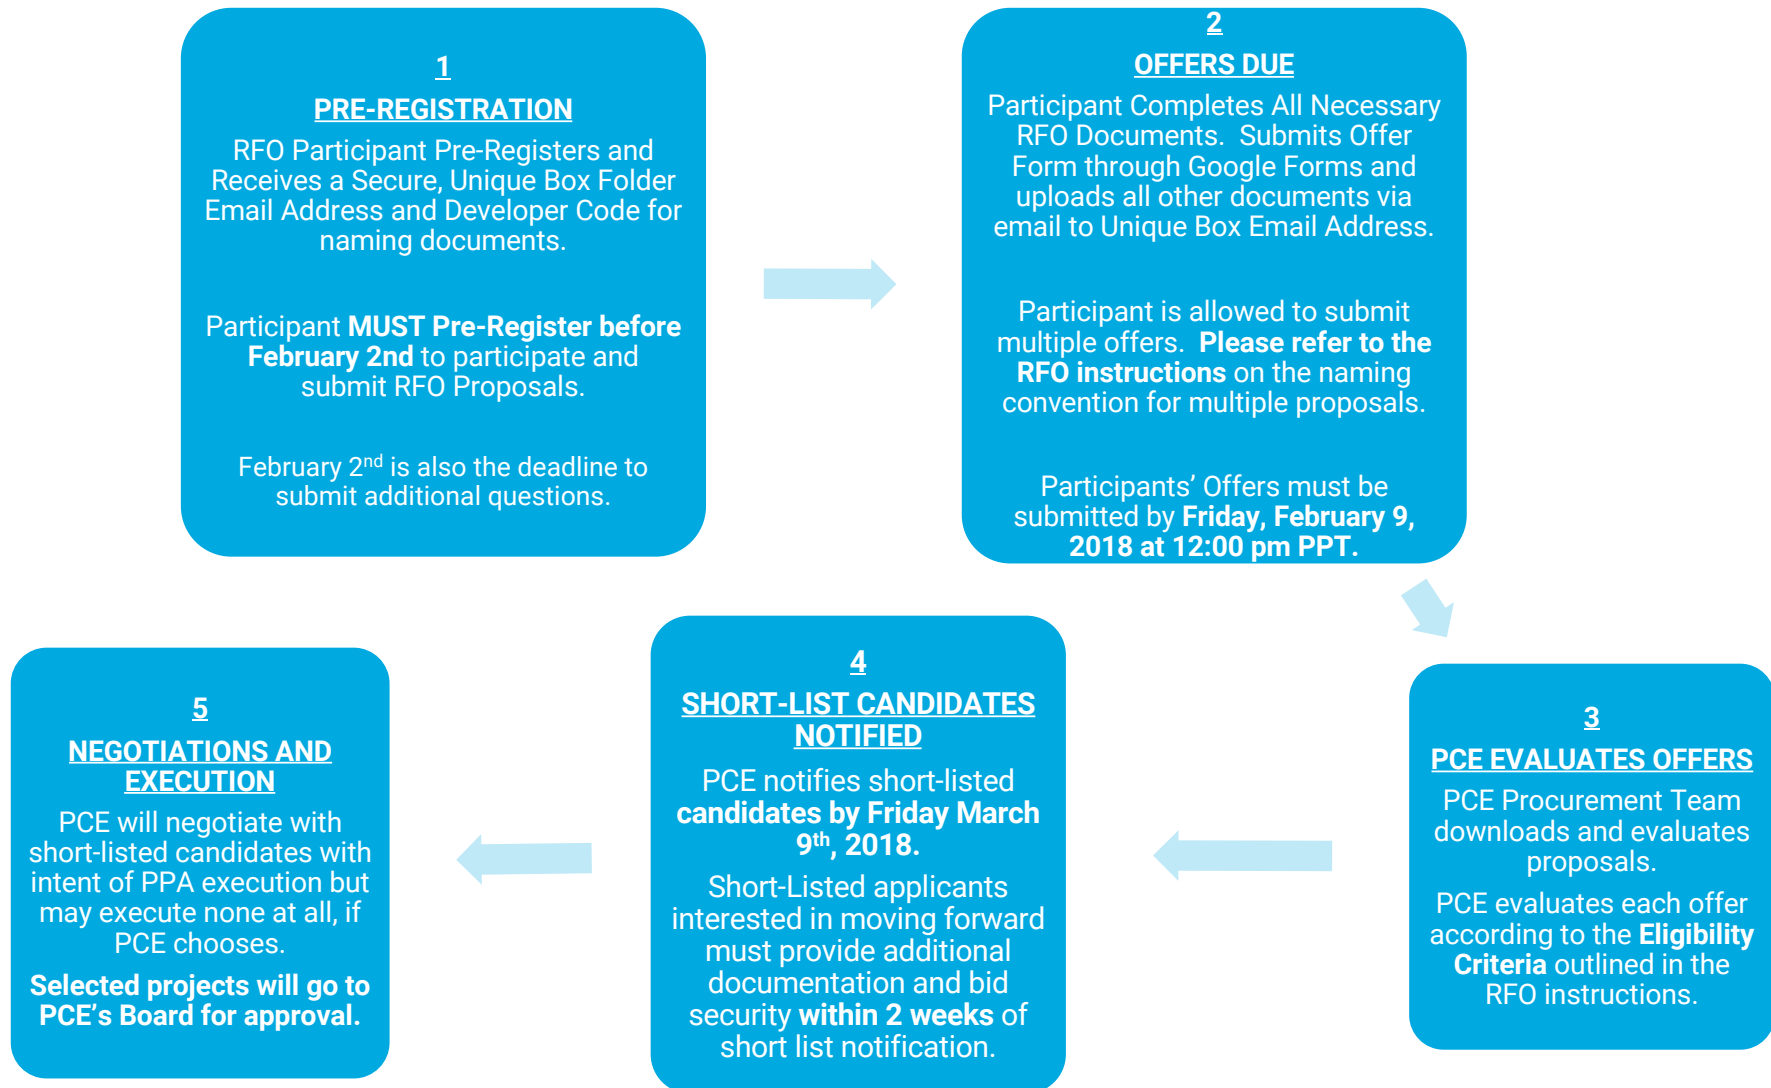 1
PRE-REGISTRATION
RFO Participant Pre-Registers and
Receives a Secure, Unique Box Folder
Email Address and Developer Code for
naming documents.
Participant MUST Pre-Register before
February 2nd to participate and
submit RFO Proposals.
February 2nd is also the deadline to
submit additional questions.
2
OFFERS DUE
Participant Completes All Necessary
RFO Documents.  Submits Offer
Form through Google Forms and
uploads all other documents via
email to Unique Box Email Address.
Participant is allowed to submit
multiple offers.  Please refer to the
RFO instructions on the naming
convention for multiple proposals.
Participants’ Offers must be
submitted by Friday, February 9,
2018 at 12:00 pm PPT.
3
PCE EVALUATES OFFERS
PCE Procurement Team
downloads and evaluates
proposals.
PCE evaluates each offer
according to the Eligibility
Criteria outlined in the
RFO instructions.
4
SHORT-LIST CANDIDATES
NOTIFIED
PCE notifies short-listed
candidates by Friday March
9th, 2018.
Short-Listed applicants
interested in moving forward
must provide additional
documentation and bid
security within 2 weeks of
short list notification.
5
NEGOTIATIONS AND
EXECUTION
PCE will negotiate with
short-listed candidates with
intent of PPA execution but
may execute none at all, if
PCE chooses.
Selected projects will go to
PCE’s Board for approval.